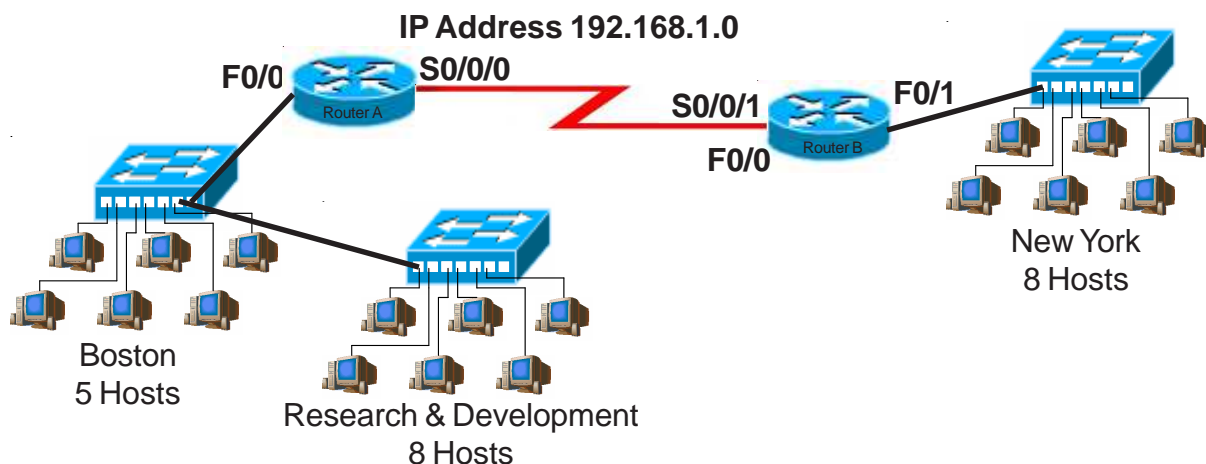 IP Address 192.168.1.0
F0/0
S0/0/0
Router A
S0/0/1
F0/1
Router B
F0/0
New York
8 Hosts
Boston
5 Hosts
Research & Development
8 Hosts